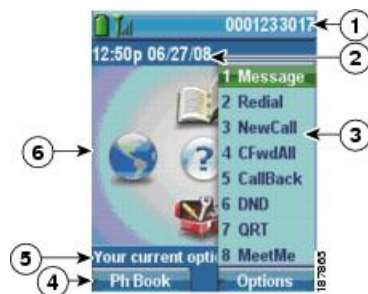 0001233017
1
12:50p 06/27/08
2
1 Message
2 Redial
3 NewCall
3
4 CFwdAll
6
5 CallBack
6 DND
7 QRT
5
Your current opti
8 MeetMe
4
Ph Book
Options
187865